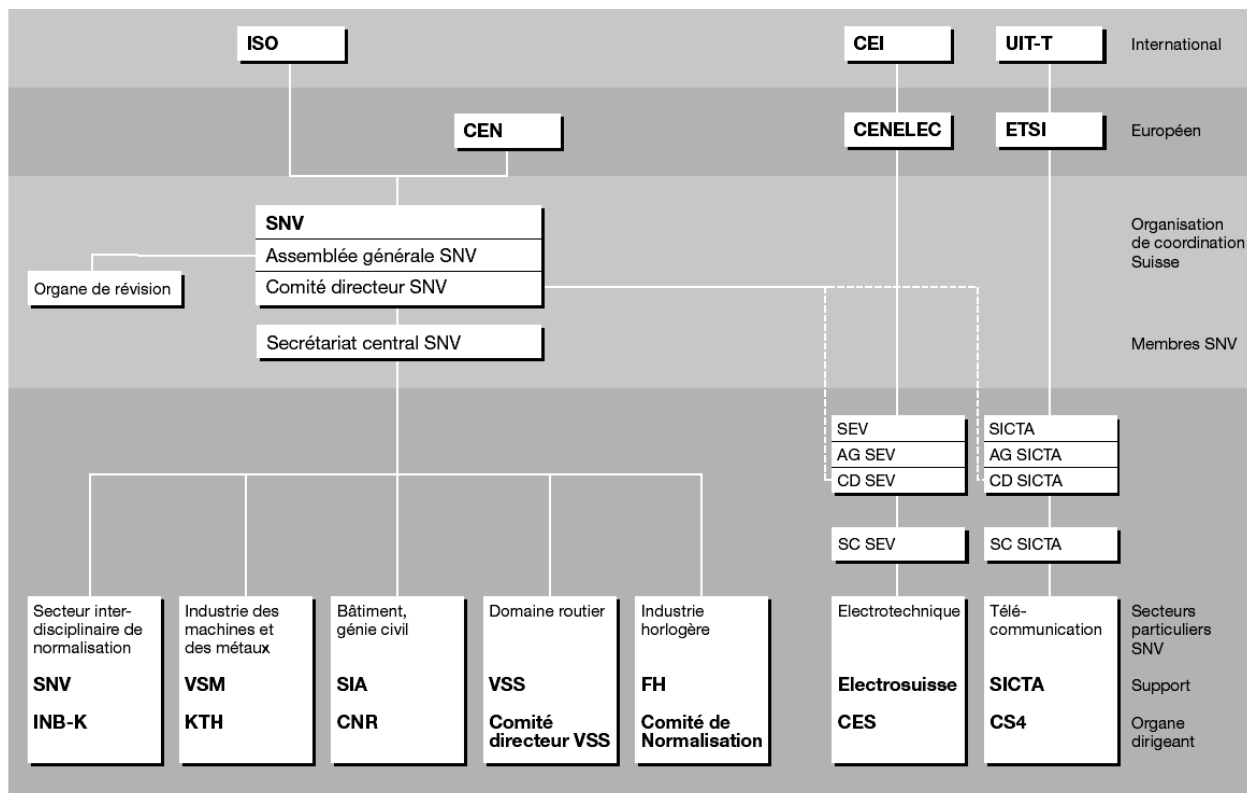 ISO
CEI
UIT-T
International
CEN
CENELEC
ETSI
Européen
SNV
Assemblée générale SNV
Comité directeur SNV
Organe de révision
Organisation
de coordination
Suisse
Secrétariat central SNV
Membres SNV
SEV
AG SEV
CD SEV
SICTA
AG SICTA
CD SICTA
SC SEV
SC SICTA
Secteur inter-
disciplinaire de
normalisation
SNV
INB-K
Industrie des
machines et
des métaux
VSM
KTH
Bâtiment,
génie civil
SIA
CNR
Domaine routier
VSS
Comité
directeur VSS
Industrie
horlogère
FH
Comité de
Normalisation
Electrotechnique
Electrosuisse
CES
Télé-
communication
SICTA
CS4
Secteurs
particuliers
SNV
Support
Organe
dirigeant